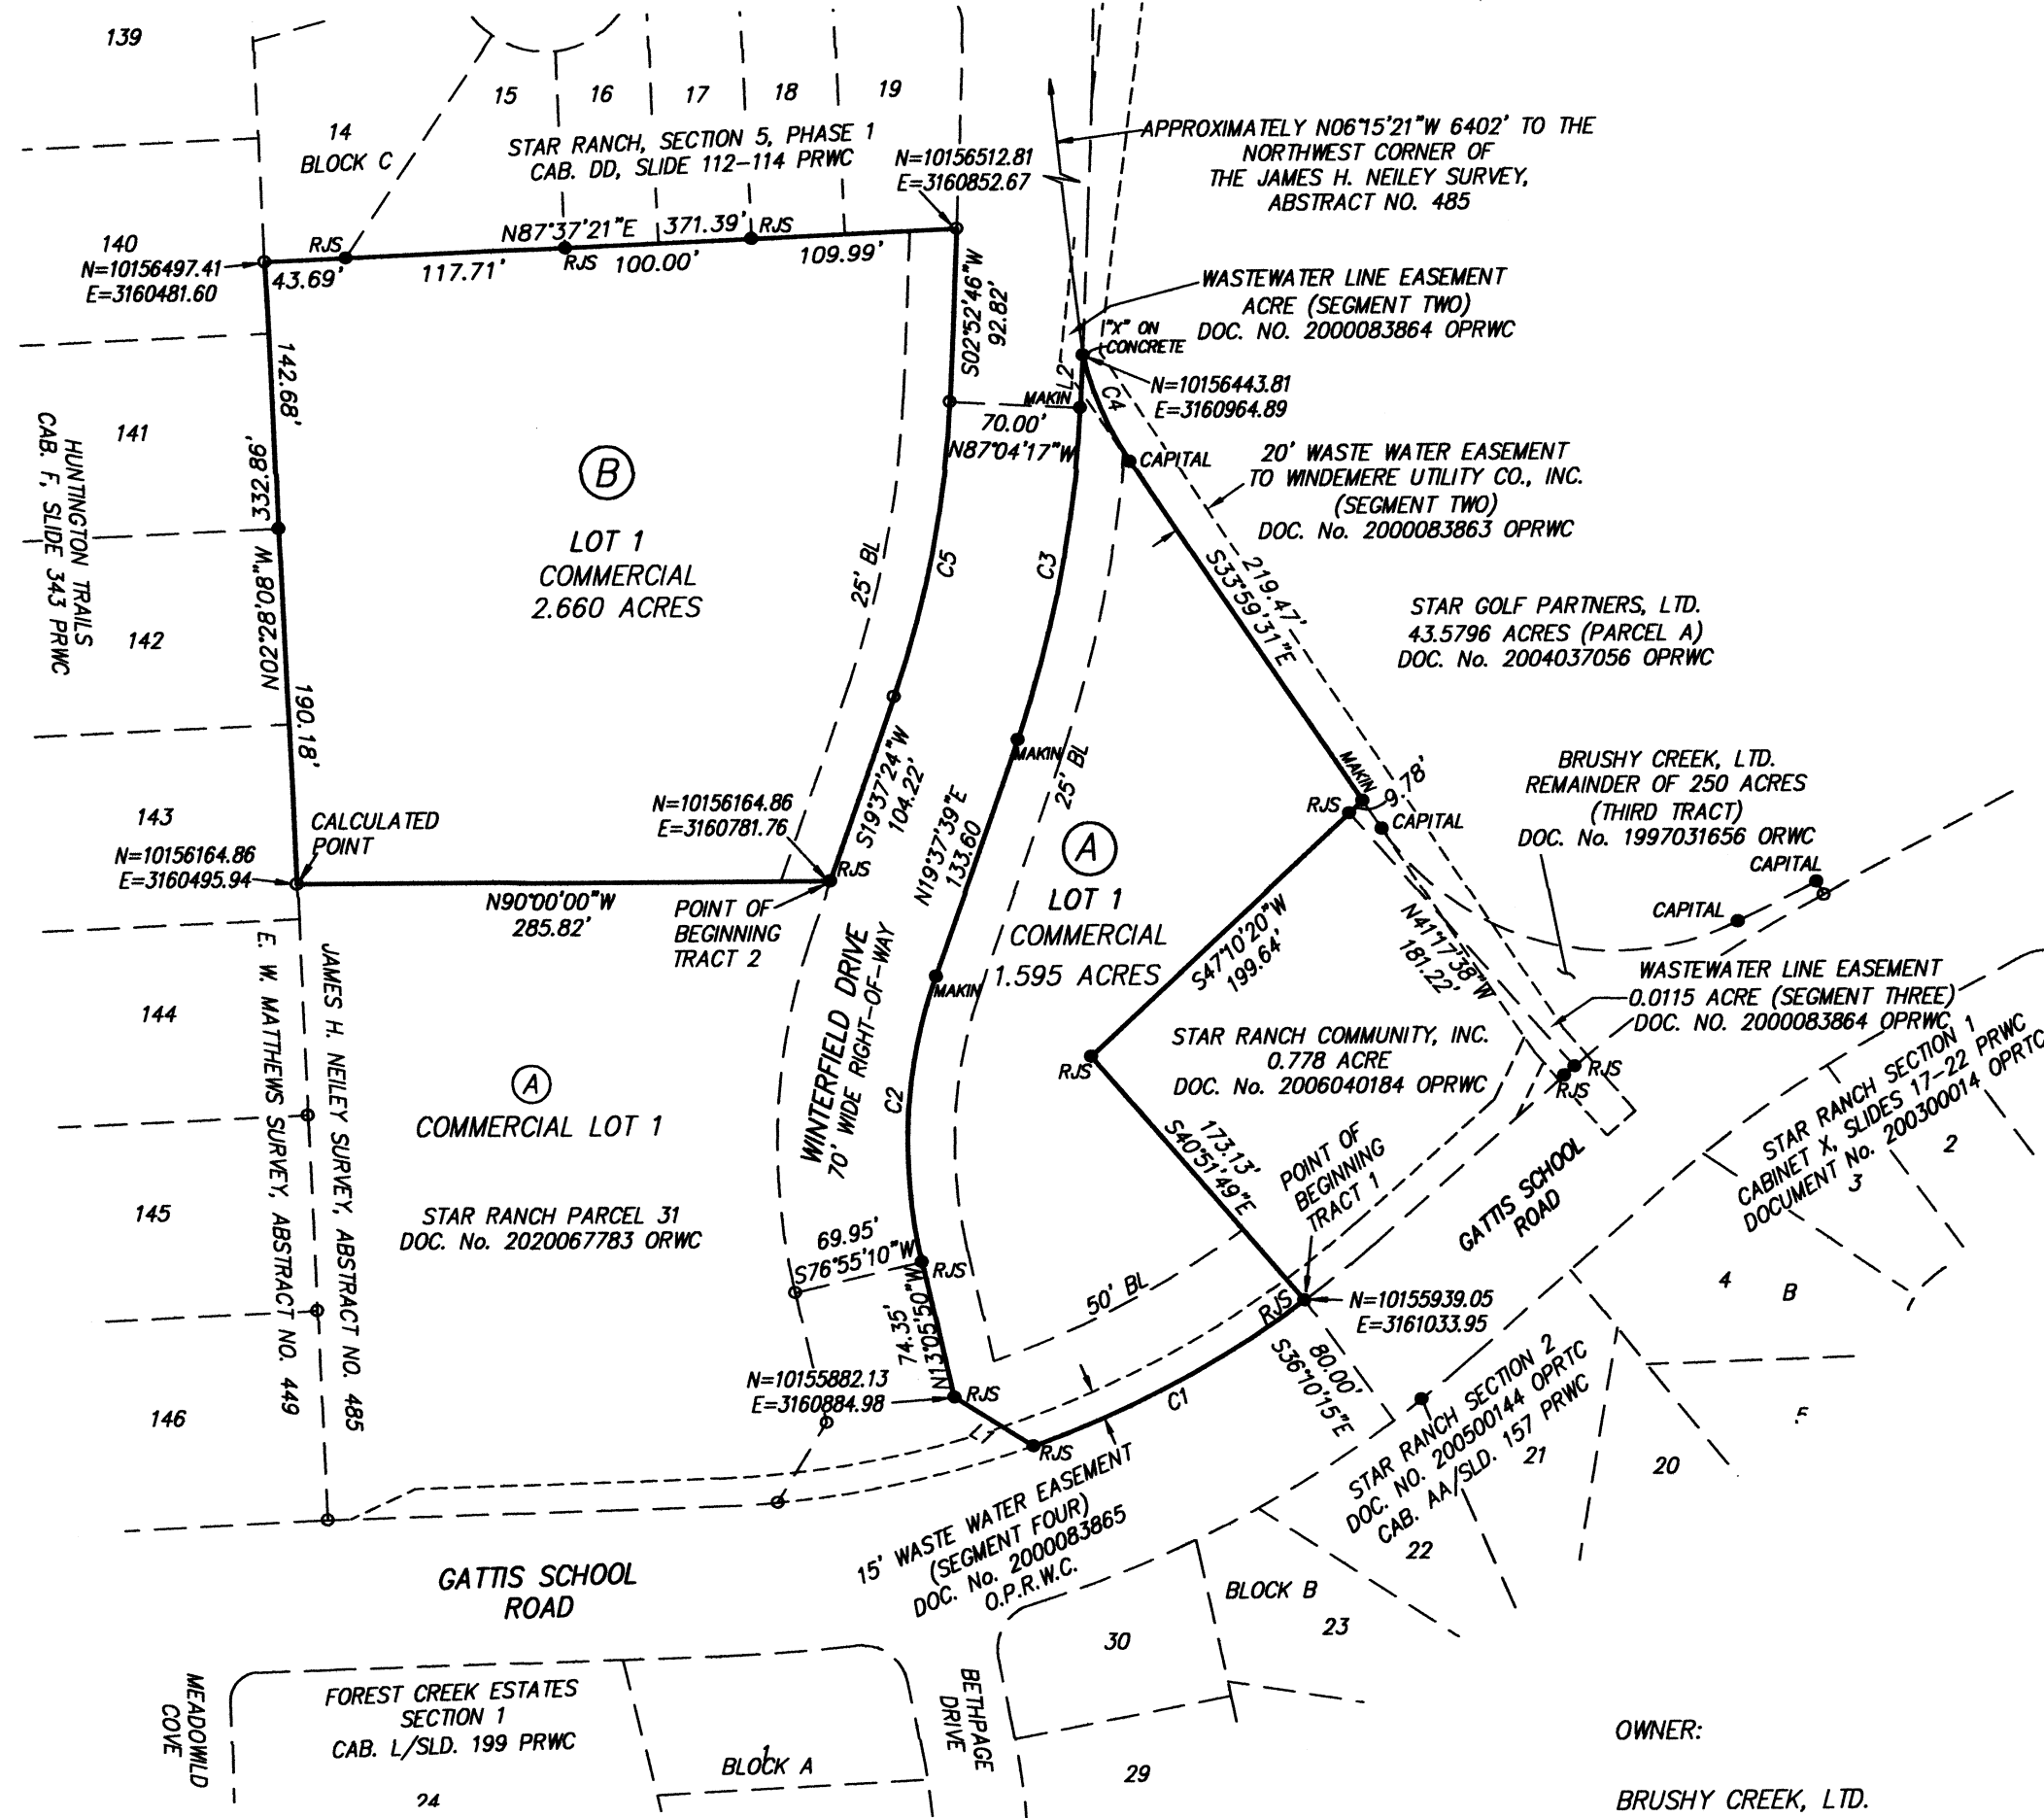 139
14
BLOCK C
15
16
17
18
19
STAR RANCH, SECTION 5, PHASE 1
CAB. DD, SLIDE 112-114 PRWC
N=10156512.81
E=3160852.67
APPROXIMATELY N06°15'21"W 6402' TO THE
NORTHWEST CORNER OF
THE JAMES H. NEILEY SURVEY,
ABSTRACT NO. 485
140
N=10156497.41
E=3160481.60
RJS
N87°37'21"E 371.39'
RJS
43.69'
117.71'
RJS
100.00'
109.99'
S02°52'46"W
92.82'
WASTEWATER LINE EASEMENT
ACRE (SEGMENT TWO)
DOC. NO. 2000083864 OPRWC
"X" ON
CONCRETE
L2
C4
N=10156443.81
E=3160964.89
MAKIN
70.00'
N87°04'17"W
CAPITAL
20' WASTE WATER EASEMENT
TO WINDEMERE UTILITY CO., INC.
(SEGMENT TWO)
DOC. No. 2000083863 OPRWC
142.68'
332.86'
N02°28'08"W
190.18'
141
HUNTINGTON TRAILS
CAB. F, SLIDE 343 PRWC
142
B
LOT 1
COMMERCIAL
2.660 ACRES
25' BL
C5
C3
219.47'
S33°59'31"E
STAR GOLF PARTNERS, LTD.
43.5796 ACRES (PARCEL A)
DOC. No. 2004037056 OPRWC
143
CALCULATED
POINT
N=10156164.86
E=3160495.94
N=10156164.86
E=3160781.76
RJS
S19°37'24"W
104.22'
MAKIN
25' BL
N19°37'39"E
133.60
MAKIN
9.78'
RJS
CAPITAL
BRUSHY CREEK, LTD.
REMAINDER OF 250 ACRES
(THIRD TRACT)
DOC. No. 1997031656 ORWC
CAPITAL
CAPITAL
N90°00'00"W
285.82'
POINT OF
BEGINNING
TRACT 2
A
LOT 1
COMMERCIAL
1.595 ACRES
MAKIN
S47°10'20"W
199.64'
N41°17'38"W
181.22'
WASTEWATER LINE EASEMENT
0.0115 ACRE (SEGMENT THREE)
DOC. NO. 2000083864 OPRWC
144
E. W. MATTHEWS SURVEY, ABSTRACT NO. 449
JAMES H. NEILEY SURVEY, ABSTRACT NO. 485
WINTERFIELD DRIVE
70' WIDE RIGHT-OF-WAY
C2
RJS
STAR RANCH COMMUNITY, INC.
0.778 ACRE
DOC. No. 2006040184 OPRWC
RJS
RJS
STAR RANCH SECTION 1
CABINET X, SLIDES 17-22 PRWC
DOCUMENT No. 200300014 OPRTC
2
3
A
COMMERCIAL LOT 1
145
STAR RANCH PARCEL 31
DOC. No. 2020067783 ORWC
69.95'
S76°55'10"W
RJS
173.13'
S40°51'49"E
POINT OF
BEGINNING
TRACT 1
GATTIS SCHOOL
ROAD
50' BL
N13°05'50"W
74.35'
RJS
N=10155939.05
E=3161033.95
4
B
146
N=10155882.13
E=3160884.98
RJS
C1
80.00'
S36°10'15"E
RJS
STAR RANCH SECTION 2
DOC. NO. 200500144 OPRTC
CAB. AA/SLD. 157 PRWC
21
20
22
15' WASTE WATER EASEMENT
(SEGMENT FOUR)
DOC. No. 2000083865
O.P.R.W.C.
GATTIS SCHOOL
ROAD
BLOCK B
23
30
MEADOWILD
COVE
FOREST CREEK ESTATES
SECTION 1
CAB. L/SLD. 199 PRWC
24
1
BLOCK A
BETHPAGE
DRIVE
29
OWNER:
BRUSHY CREEK, LTD.